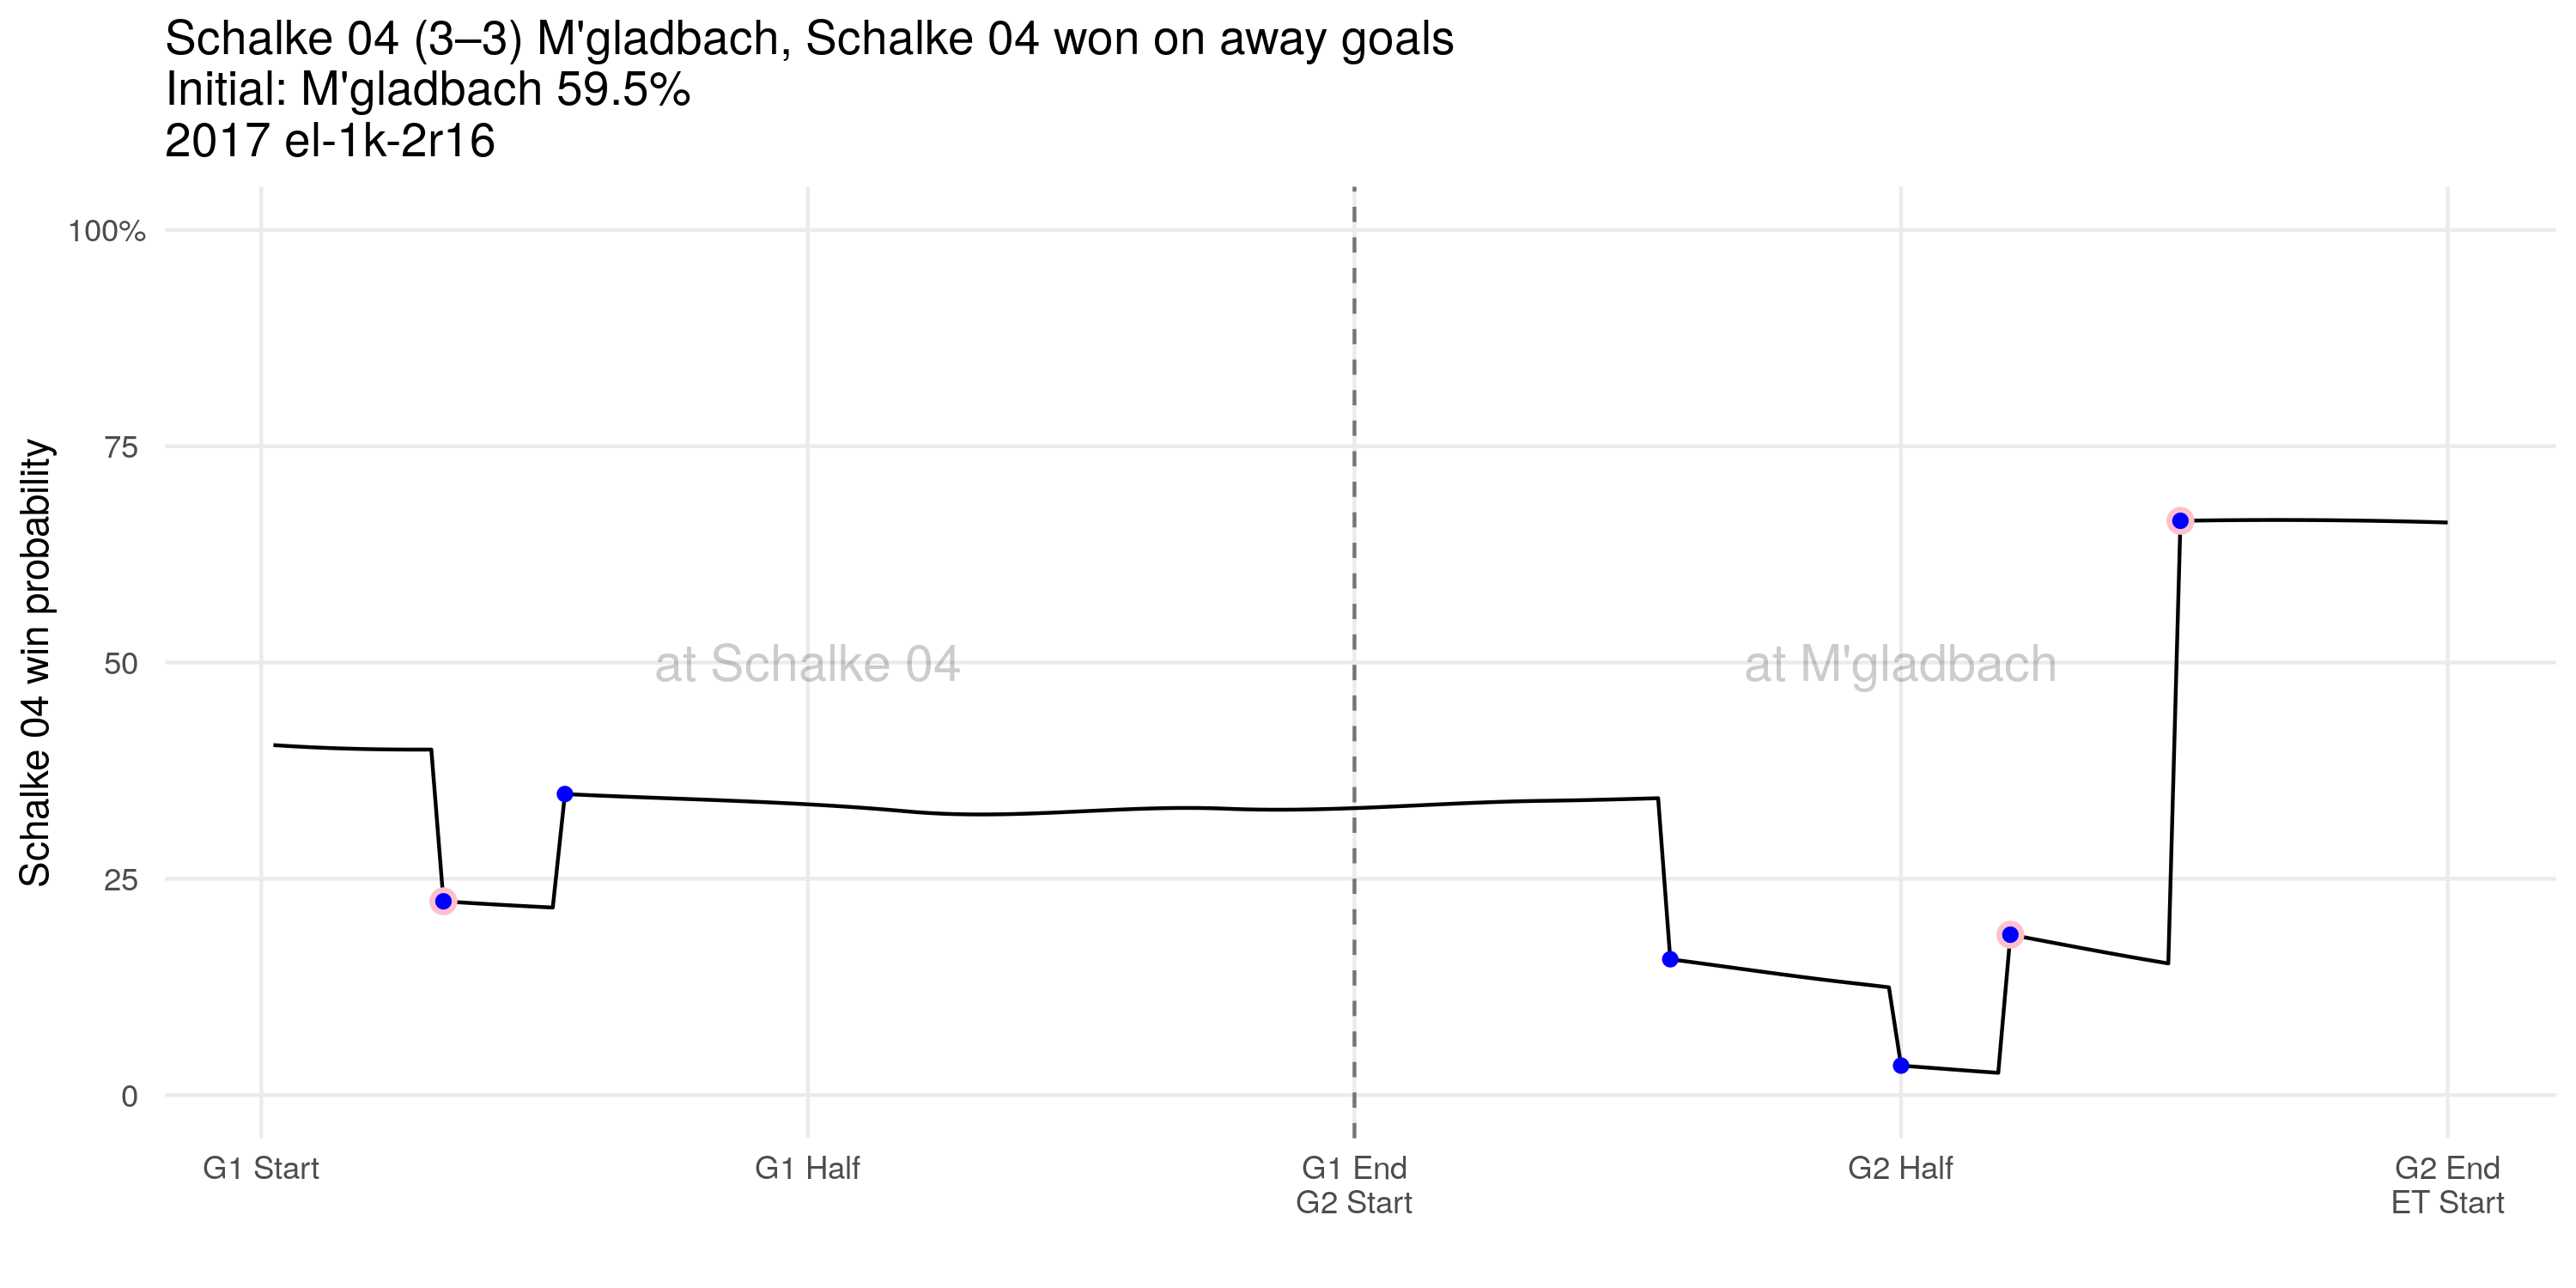 Schalke 04 (3–3) M'gladbach, Schalke 04 won on away goals
Initial: M'gladbach 59.5%
2017 el-1k-2r16
Schalke 04 win probability
100%
75
50
25
0
at Schalke 04
at M'gladbach
G1 Start
G1 Half
G1 End
G2 Start
G2 Half
G2 End
ET Start